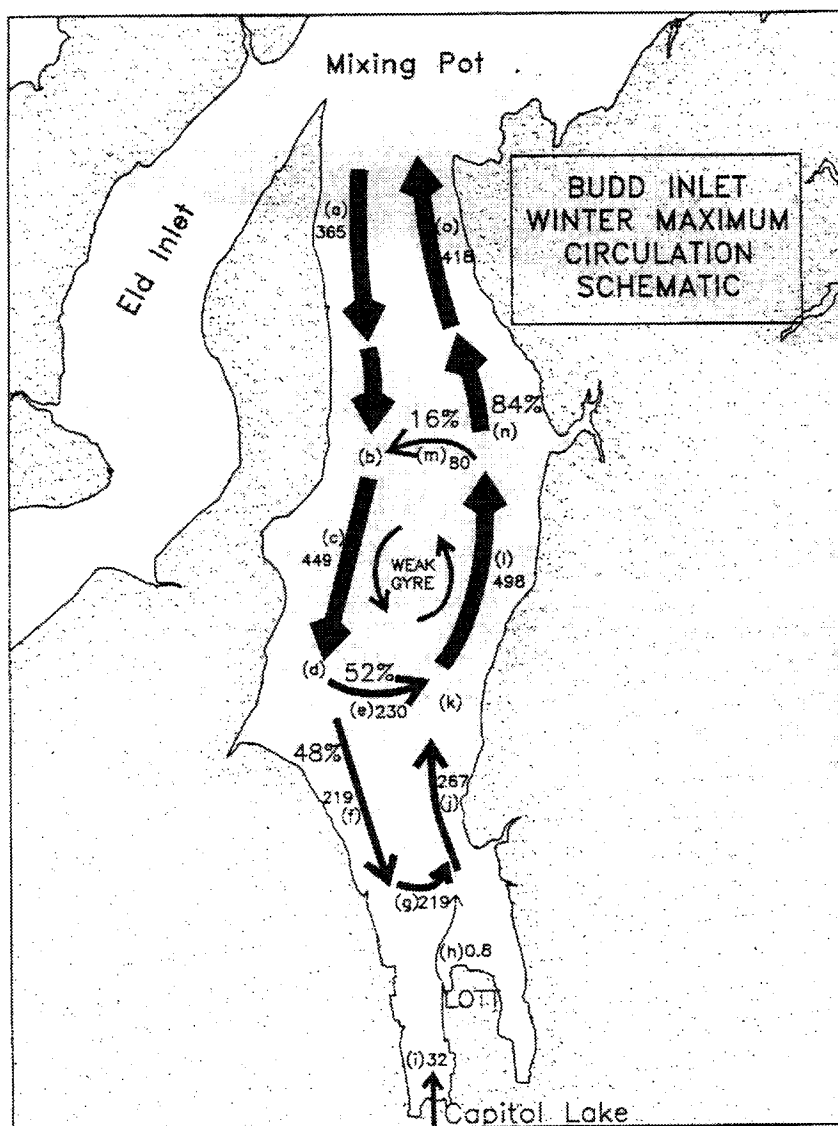 Mixing Pot
BUDD INLET
WINTER MAXIMUM
CIRCULATION
SCHEMATIC
Eld Inlet
(a)
365
(o)
418
16%
84%
(b)
(m) 80
(n)
(c)
449
WEAK
GYRE
(l)
498
(d)
52%
(e)230
(k)
48%
219
(f)
267
(j)
(g)219
(h)0.8
LOTT
(i)32
Capitol Lake